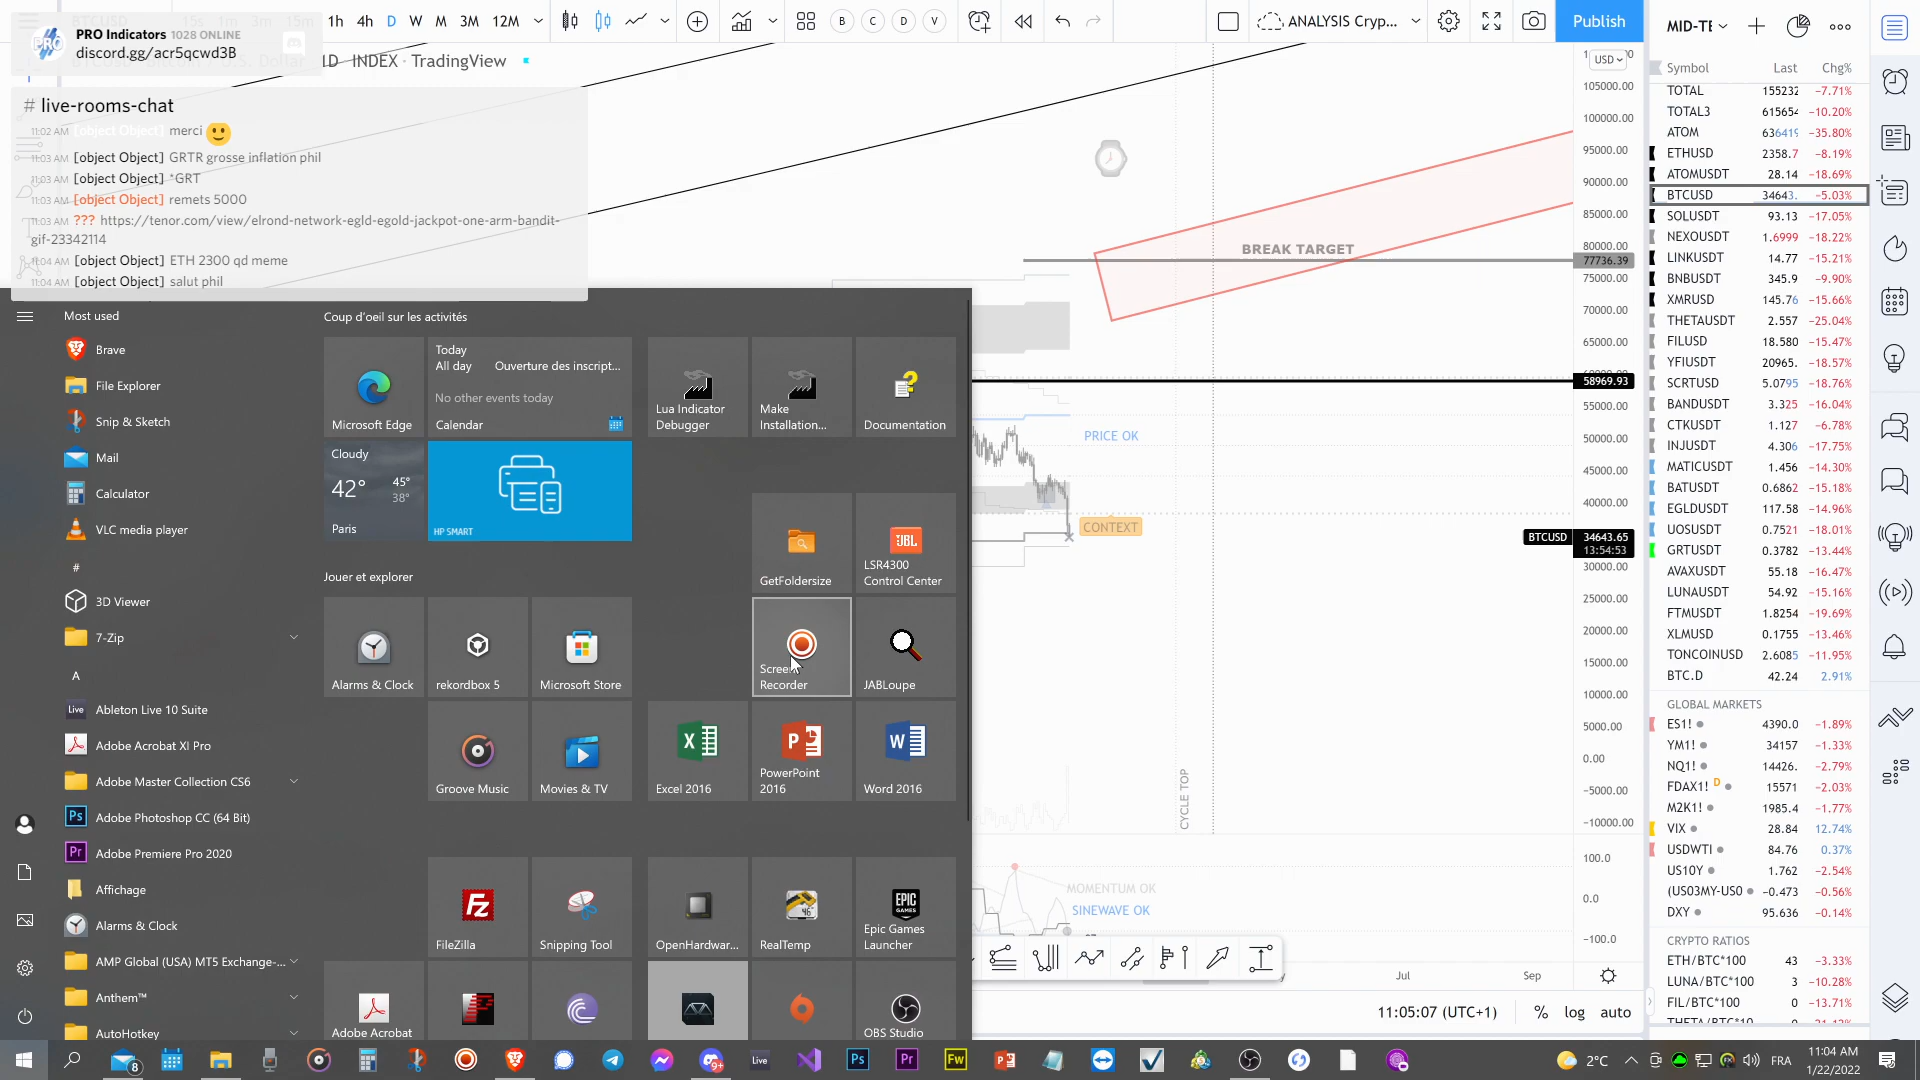 PRO Indicators 1028 ONLINE
discord.gg/acr5qcwd3B
BTCUSD 15s 1m 3m 15m 1h 4h D W M 3M 12M
B C D V
ANALYSIS Cryp...
Publish
INDEX · TradingView
# live-rooms-chat
11:02 AM [object Object] merci
11:03 AM [object Object] GRTR grosse inflation phil
11:03 AM [object Object] *GRT
11:03 AM [object Object] remets 5000
11:03 AM ??? https://tenor.com/view/elrond-network-egld-egold-jackpot-one-arm-bandit-
gif-23342114
11:04 AM [object Object] ETH 2300 qd meme
11:04 AM [object Object] salut phil
Most used
Brave
File Explorer
Snip & Sketch
Mail
Calculator
VLC media player
#
3D Viewer
7-Zip
A
Ableton Live 10 Suite
Adobe Acrobat XI Pro
Adobe Master Collection CS6
Adobe Photoshop CC (64 Bit)
Adobe Premiere Pro 2020
Affichage
Alarms & Clock
AMP Global (USA) MT5 Exchange-...
Anthem™
AutoHotkey
Coup d'oeil sur les activités
Microsoft Edge
Today
All day Ouverture des inscript...
No other events today
Calendar
Cloudy
42° 45°
38°
Paris
HP SMART
Lua Indicator
Debugger
Make
Installation...
Documentation
GetFoldersize
LSR4300
Control Center
Jouer et explorer
Alarms & Clock
rekordbox 5
Microsoft Store
Screen
Recorder
JABLoupe
Groove Music
Movies & TV
Excel 2016
PowerPoint
2016
Word 2016
FileZilla
Snipping Tool
OpenHardwar...
RealTemp
Epic Games
Launcher
Adobe Acrobat
OBS Studio
BREAK TARGET
PRICE OK
CONTEXT
CYCLE TOP
MOMENTUM OK
SINEWAVE OK
Jul
Sep
11:05:07 (UTC+1)
% log auto
USD
105000.00
100000.00
95000.00
90000.00
85000.00
80000.00
77736.39
75000.00
70000.00
65000.00
58969.93
55000.00
50000.00
45000.00
40000.00
BTCUSD 34643.65
13:54:53
30000.00
25000.00
20000.00
15000.00
10000.00
5000.00
0.00
−5000.00
−10000.00
100.0
0.0
−100.0
MID-TE
Symbol Last Chg%
TOTAL 155232 −7.71%
TOTAL3 615654 −10.20%
ATOM 636419 −35.80%
ETHUSD 2358.7 −8.19%
ATOMUSDT 28.14 −18.69%
BTCUSD 34643. −5.03%
SOLUSDT 93.13 −17.05%
NEXOUSDT 1.6999 −18.22%
LINKUSDT 14.77 −15.21%
BNBUSDT 345.9 −9.90%
XMRUSD 145.76 −15.66%
THETAUSDT 2.557 −25.04%
FILUSD 18.580 −15.47%
YFIUSDT 20965. −18.57%
SCRTUSD 5.0795 −18.76%
BANDUSDT 3.325 −16.04%
CTKUSDT 1.127 −6.78%
INJUSDT 4.306 −17.75%
MATICUSDT 1.456 −14.30%
BATUSDT 0.6862 −15.18%
EGLDUSDT 117.58 −14.96%
UOSUSDT 0.7521 −18.01%
GRTUSDT 0.3782 −13.44%
AVAXUSDT 55.18 −16.47%
LUNAUSDT 54.92 −15.16%
FTMUSDT 1.8254 −19.69%
XLMUSD 0.1755 −13.46%
TONCOINUSD 2.6085 −11.95%
BTC.D 42.24 2.91%
GLOBAL MARKETS
ES1! 4390.0 −1.89%
YM1! 34157 −1.33%
NQ1! 14426. −2.79%
FDAX1! D 15571 −2.03%
M2K1! 1985.4 −1.77%
VIX 28.84 12.74%
USDWTI 84.76 0.37%
US10Y 1.762 −2.54%
(US03MY-US0 −0.473 −0.56%
DXY 95.636 −0.14%
CRYPTO RATIOS
ETH/BTC*100 43 −3.33%
LUNA/BTC*100 3 −10.28%
FIL/BTC*100 0 −13.71%
THETA/BTC*10 0
8
9+
Live
Ps
Pr
Fw
2°C
FRA
11:04 AM
1/22/2022